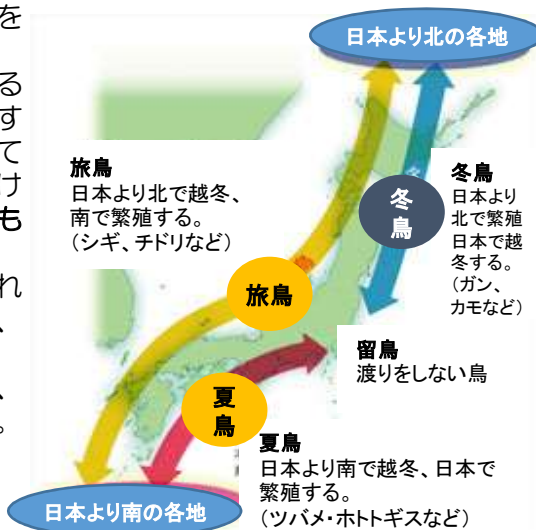 を
る
す
て
け
も
れ
、
、
。
日本より北の各地
旅鳥
日本より北で越冬、
南で繁殖する。
(シギ、チドリなど)
冬鳥
日本より
北で繁殖
日本で越
冬する。
(ガン、
カモなど)
冬
鳥
旅鳥
留鳥
渡りをしない鳥
夏
鳥
夏鳥
日本より南で越冬、日本で
繁殖する。
(ツバメ・ホトトギスなど)
日本より南の各地